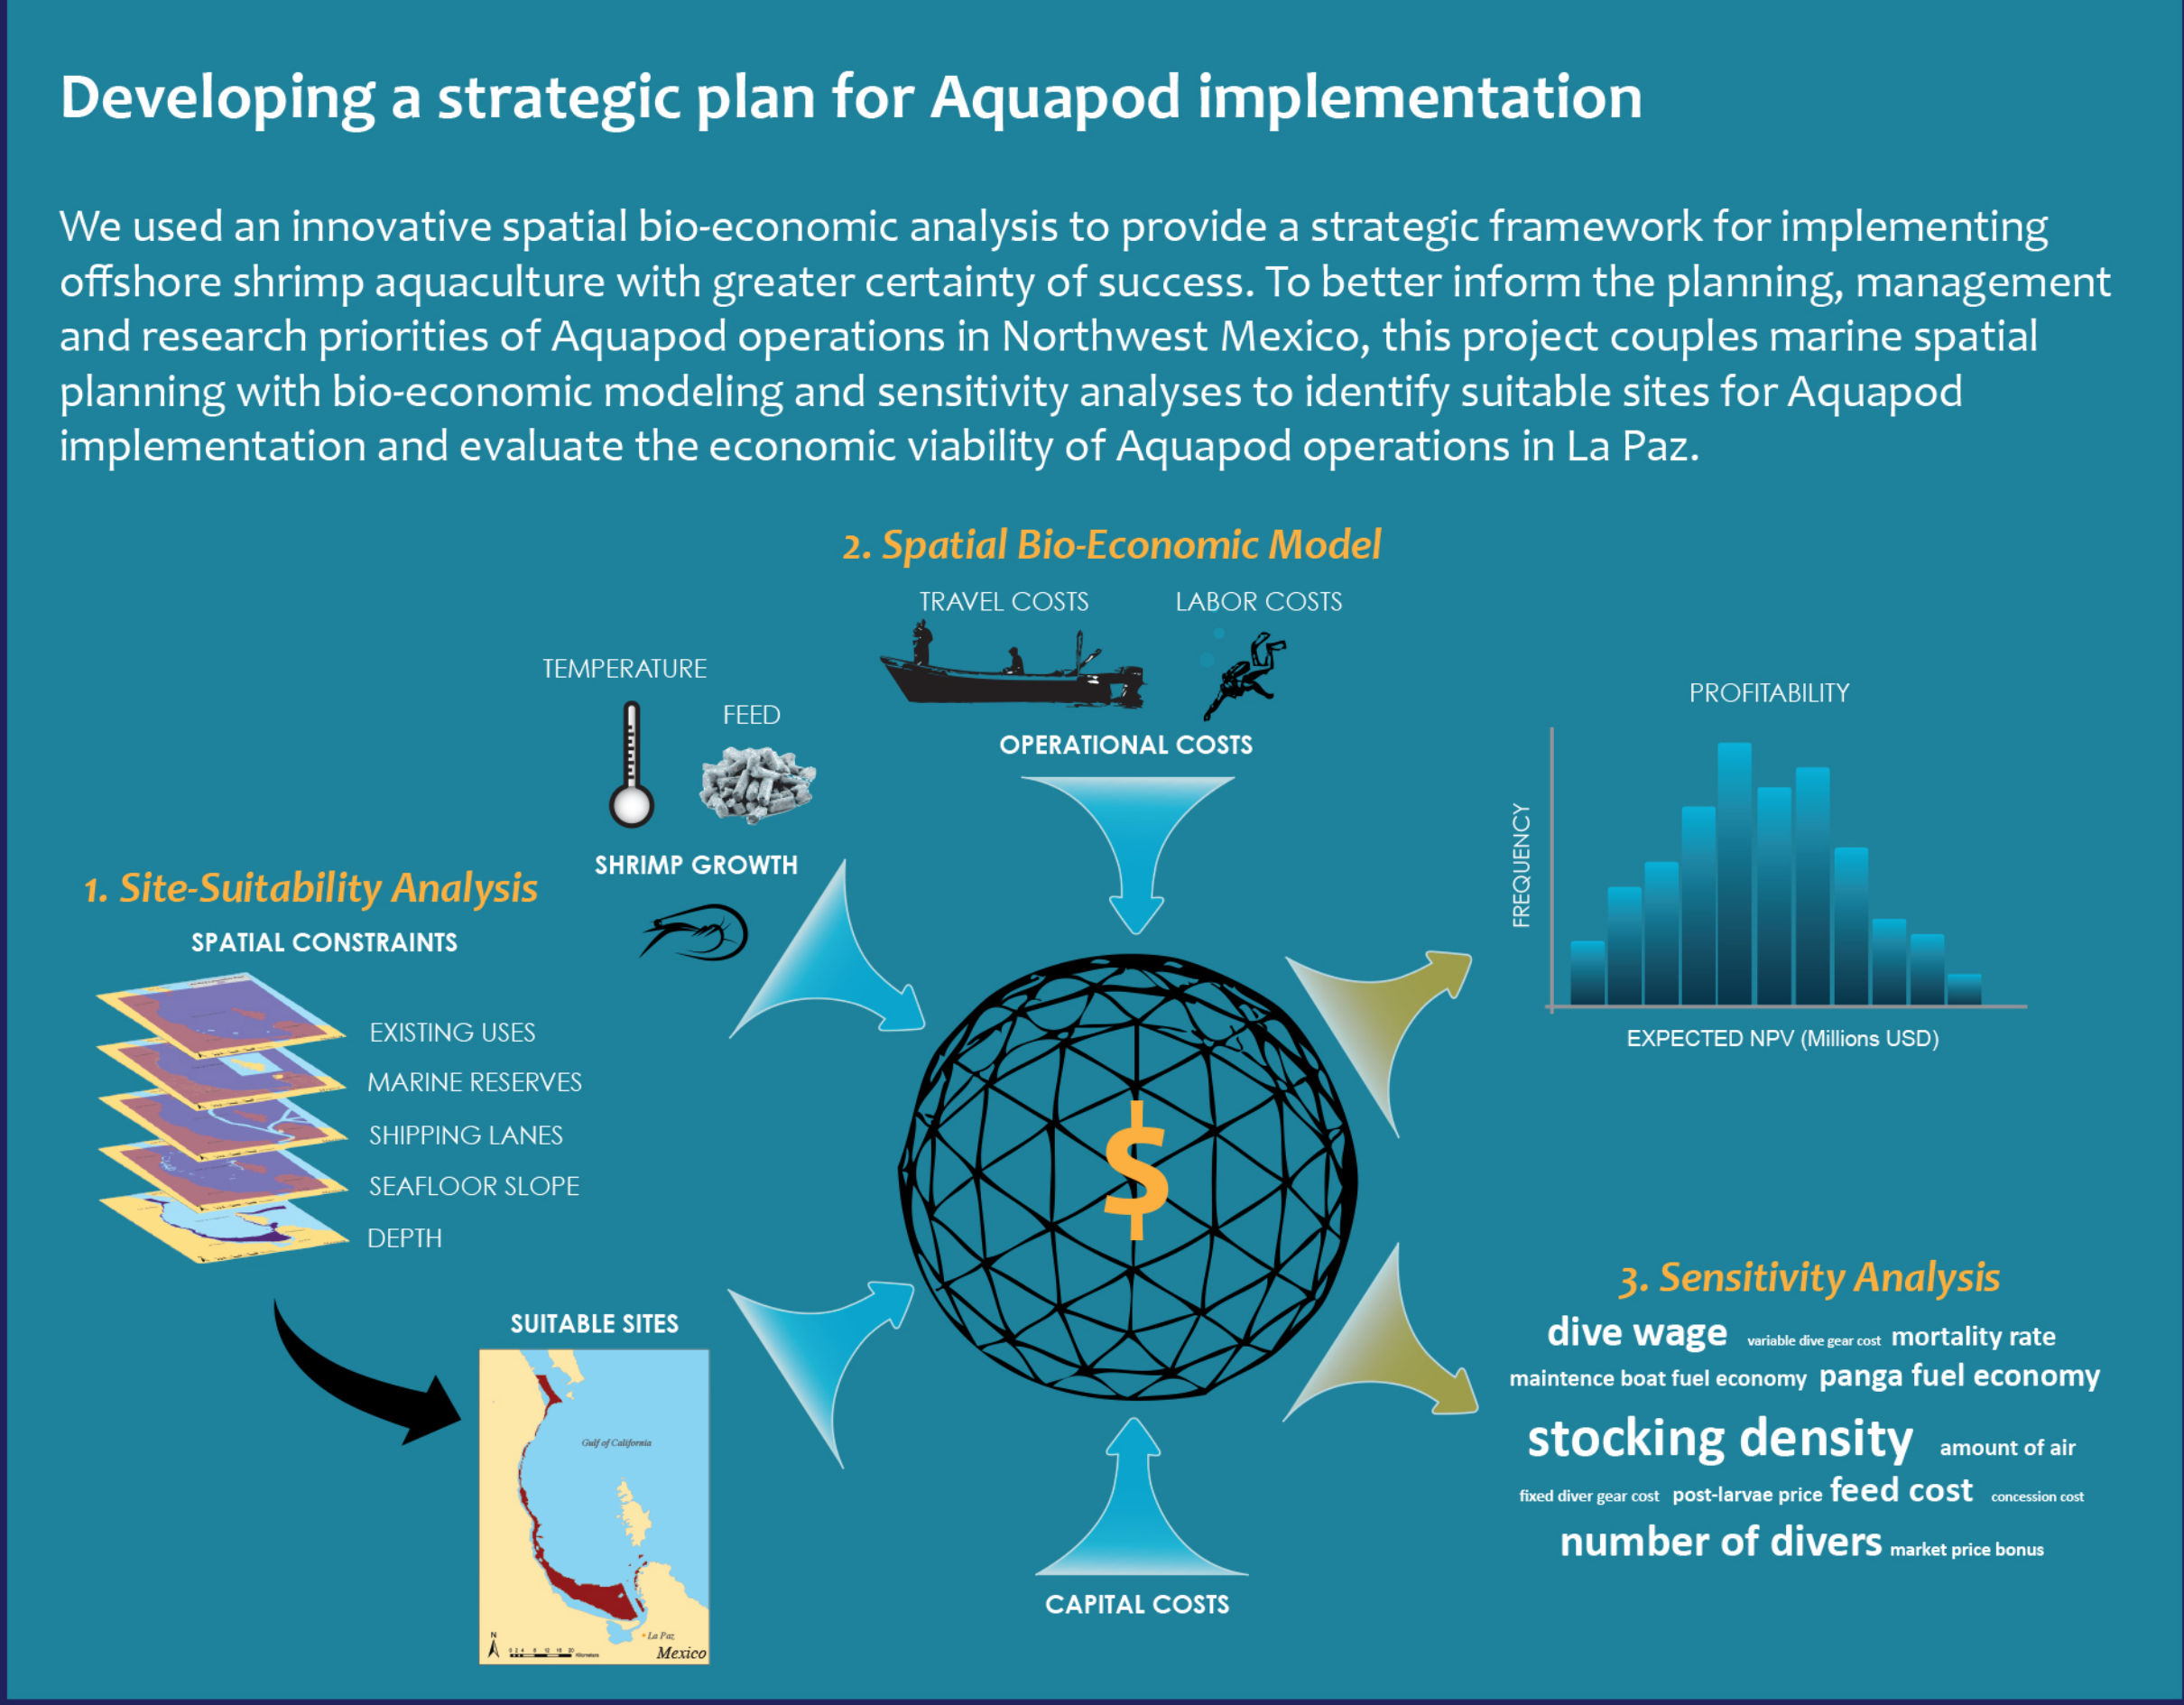 Developing a strategic plan for Aquapod implementation
We used an innovative spatial bio-economic analysis to provide a strategic framework for implementing
offshore shrimp aquaculture with greater certainty of success. To better inform the planning, management
and research priorities of Aquapod operations in Northwest Mexico, this project couples marine spatial
planning with bio-economic modeling and sensitivity analyses to identify suitable sites for Aquapod
implementation and evaluate the economic viability of Aquapod operations in La Paz.
2. Spatial Bio-Economic Model
TRAVEL COSTS
LABOR COSTS
OPERATIONAL COSTS
TEMPERATURE
FEED
SHRIMP GROWTH
1. Site-Suitability Analysis
SPATIAL CONSTRAINTS
EXISTING USES
MARINE RESERVES
SHIPPING LANES
SEAFLOOR SLOPE
DEPTH
SUITABLE SITES
Gulf of California
La Paz
Mexico
N
$
CAPITAL COSTS
PROFITABILITY
FREQUENCY
EXPECTED NPV (Millions USD)
3. Sensitivity Analysis
dive wage variable dive gear cost mortality rate
maintence boat fuel economy panga fuel economy
stocking density amount of air
fixed diver gear cost post-larvae price feed cost concession cost
number of divers market price bonus